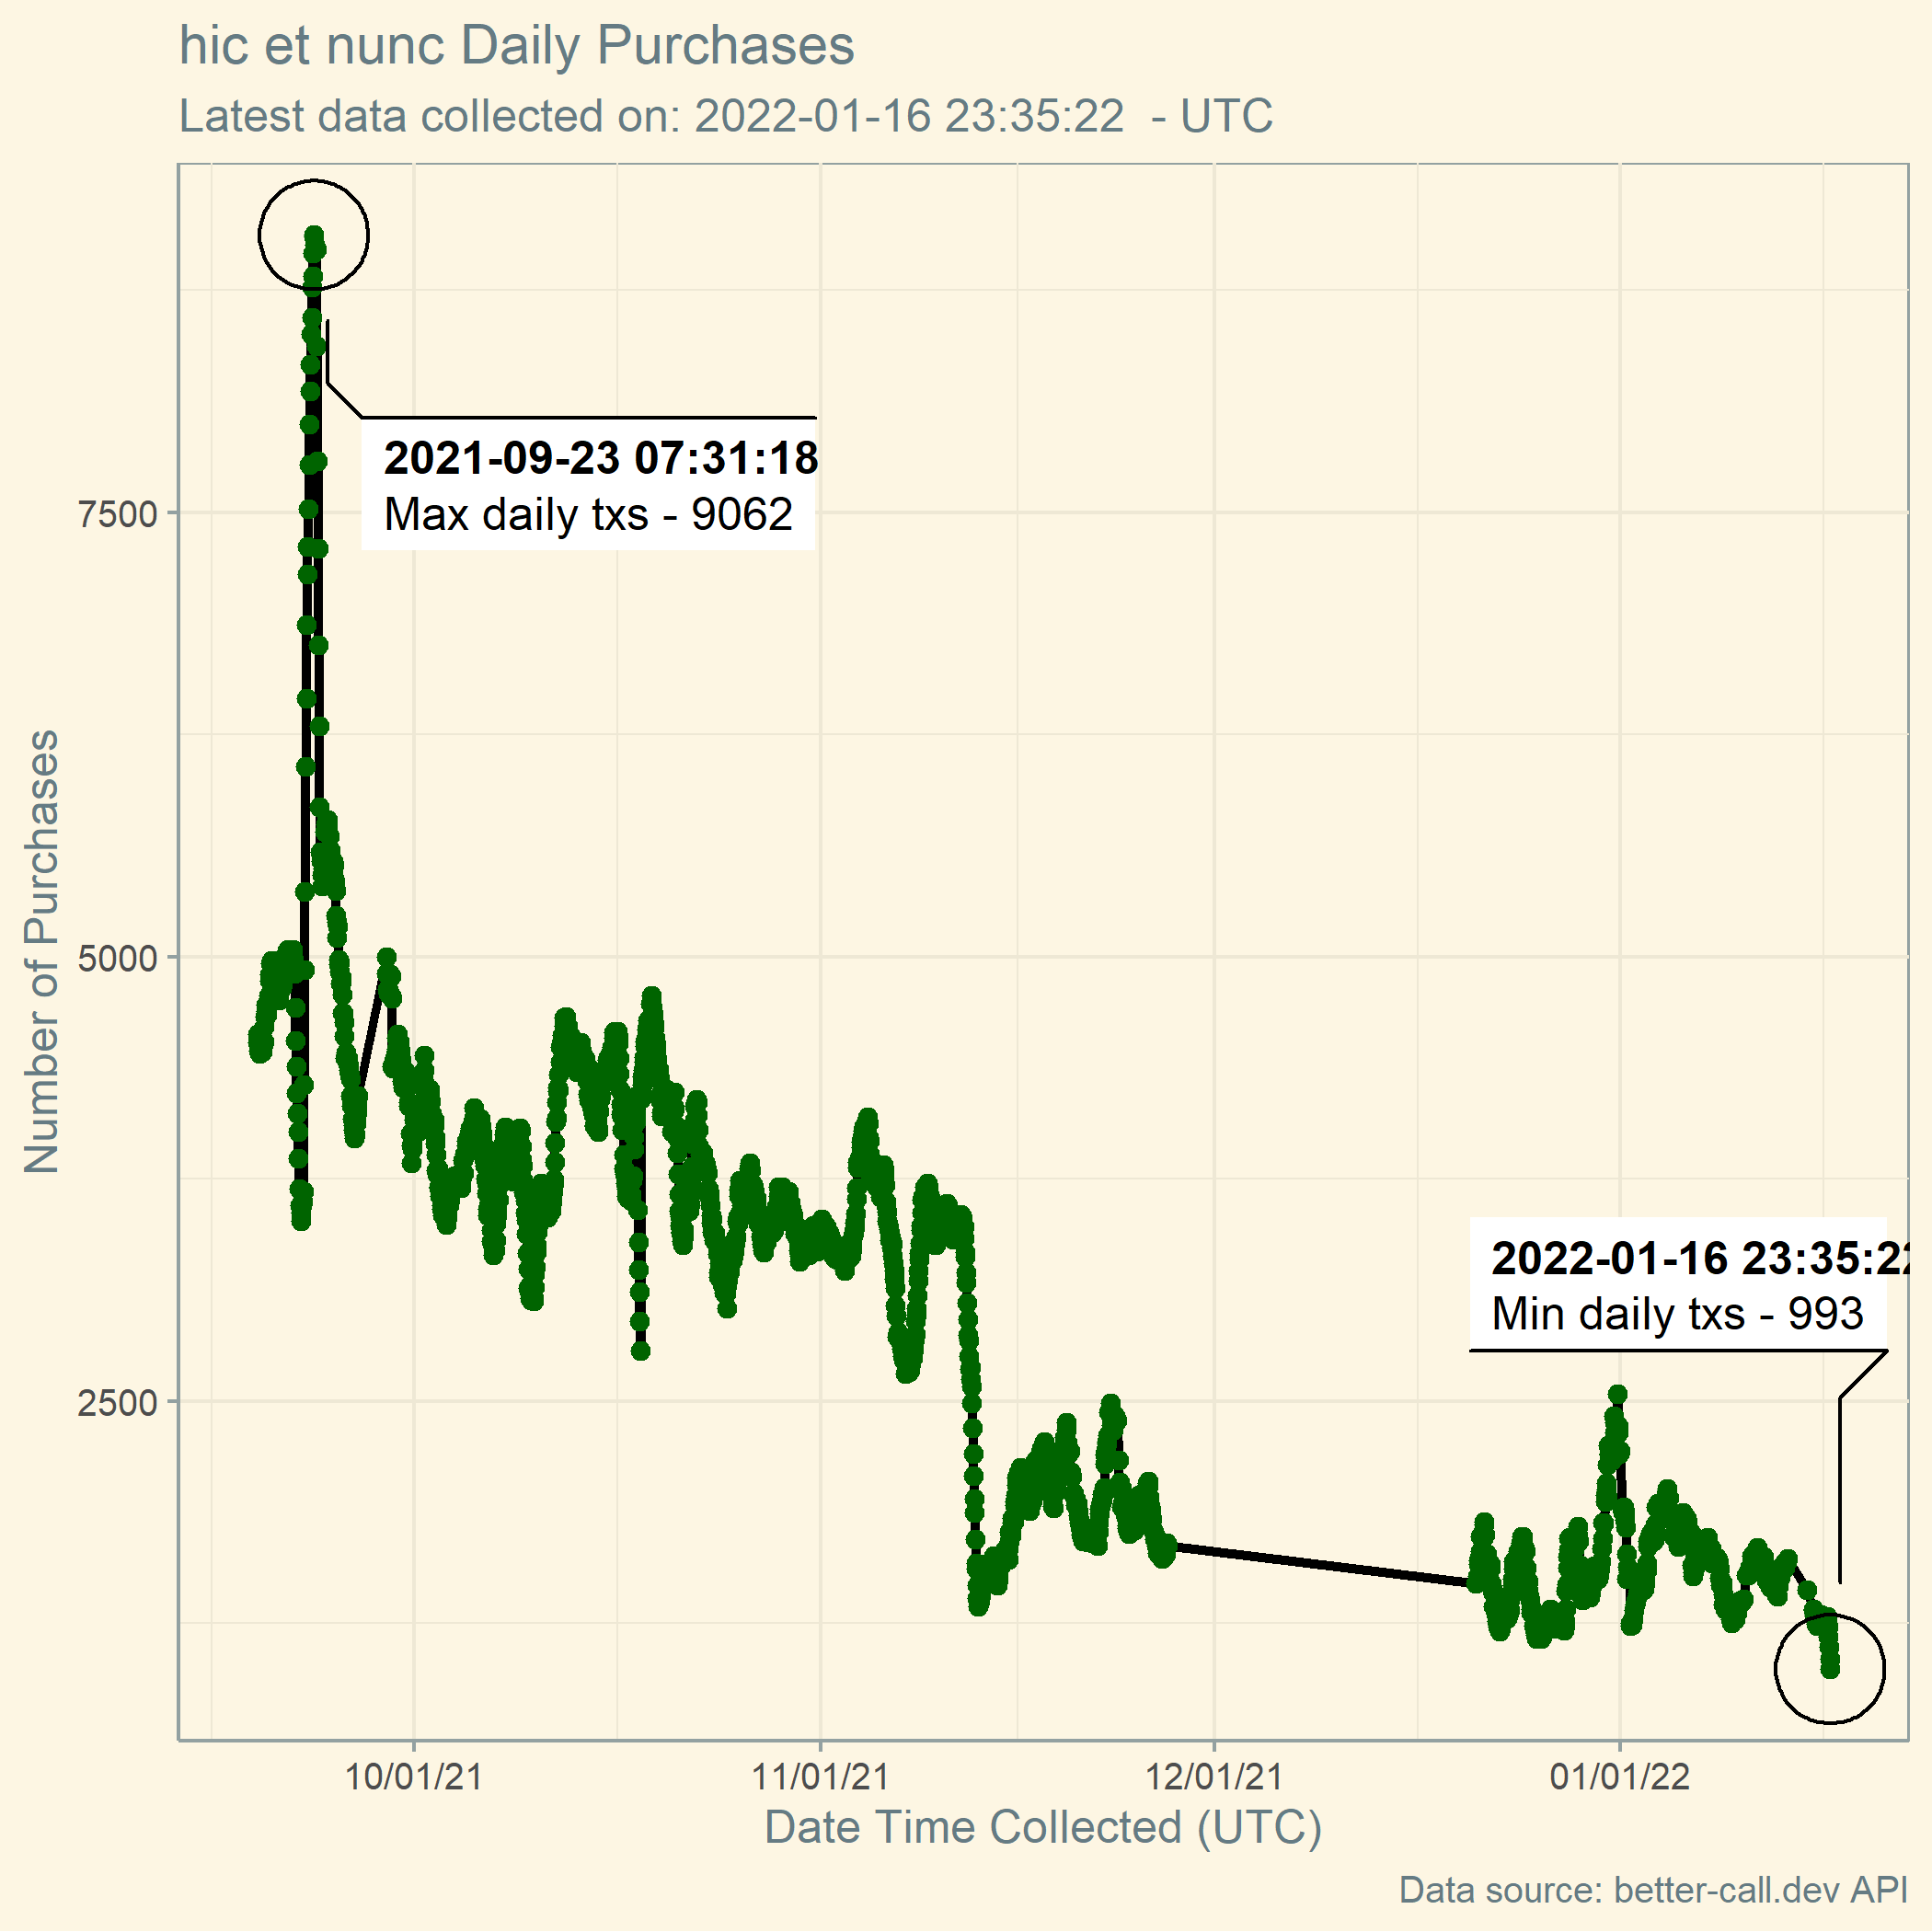 hic et nunc Daily Purchases
Latest data collected on: 2022-01-16 23:35:22  - UTC
2021-09-23 07:31:18
Max daily txs - 9062
7500
5000
2500
Number of Purchases
2022-01-16 23:35:22
Min daily txs - 993
10/01/21
11/01/21
12/01/21
01/01/22
Date Time Collected (UTC)
Data source: better-call.dev API